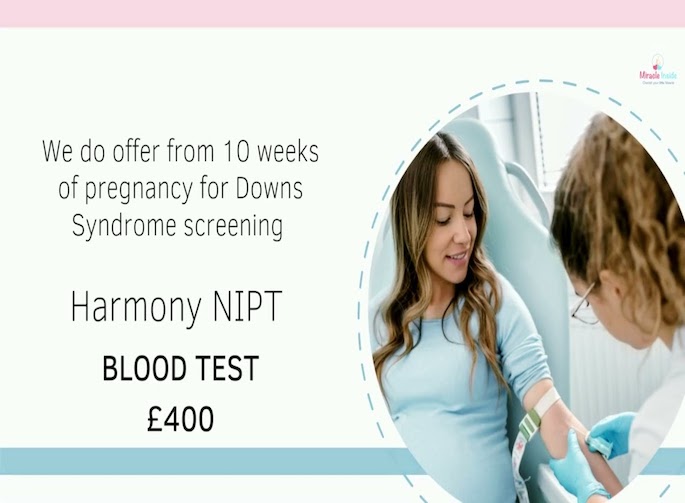 Miracle Inside
We do offer from 10 weeks
of pregnancy for Downs
Syndrome screening
Harmony NIPT
BLOOD TEST
£400